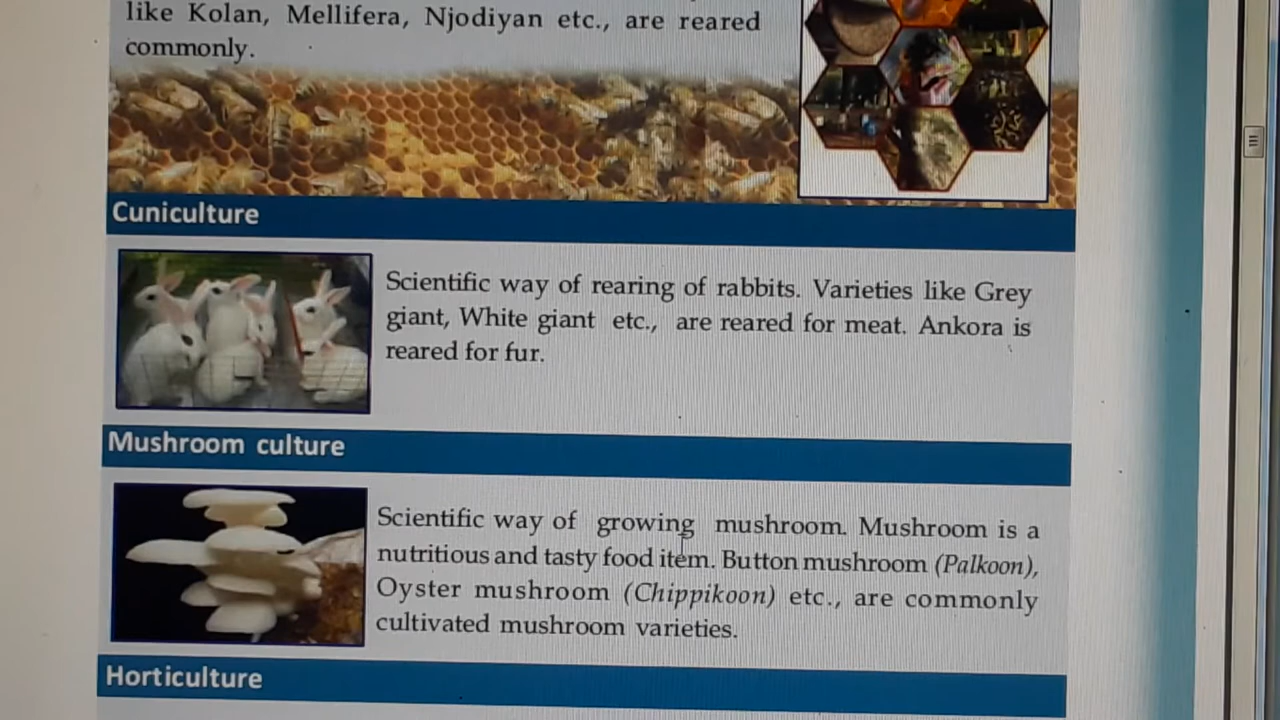 like Kolan, Mellifera, Njodiyan etc., are reared
commonly.
Cuniculture
Scientific way of rearing of rabbits. Varieties like Grey
giant, White giant etc., are reared for meat. Ankora is
reared for fur.
Mushroom culture
Scientific way of growing mushroom. Mushroom is a
nutritious and tasty food item. Button mushroom (Palkoon),
Oyster mushroom (Chippikoon) etc., are commonly
cultivated mushroom varieties.
Horticulture